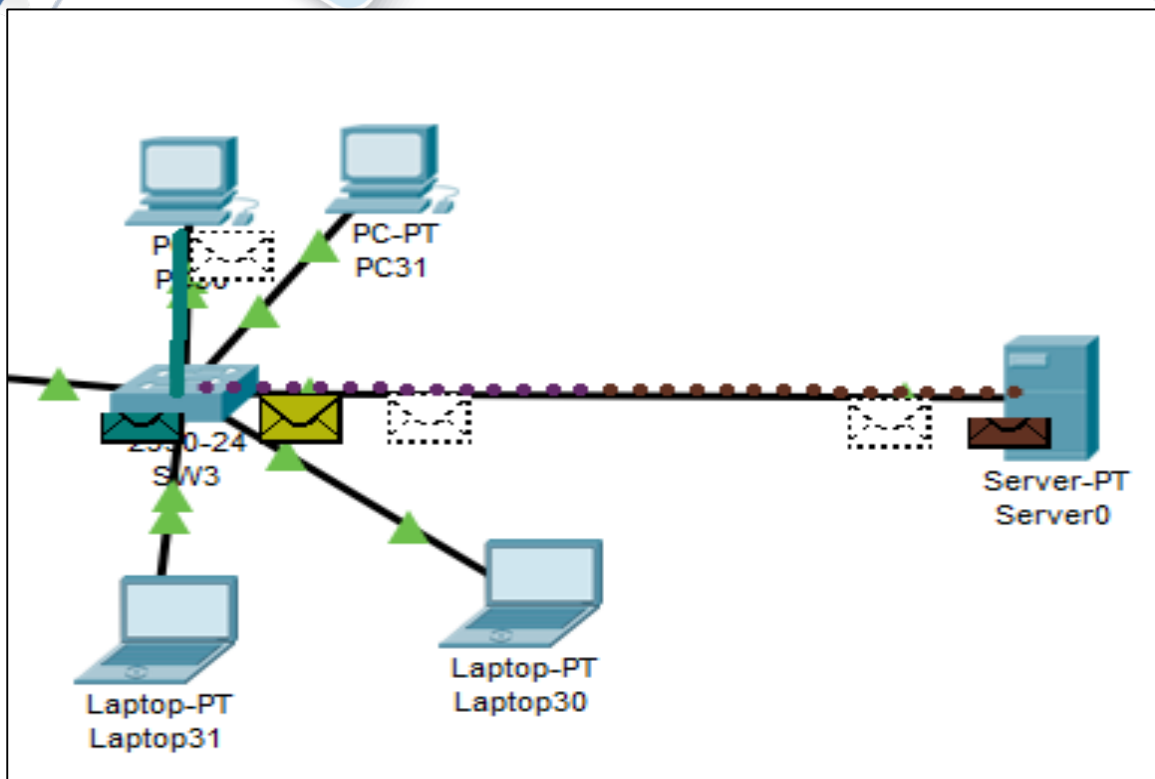 PC-PT
PC31
SW3
Server-PT
Server0
Laptop-PT
Laptop30
Laptop-PT
Laptop31